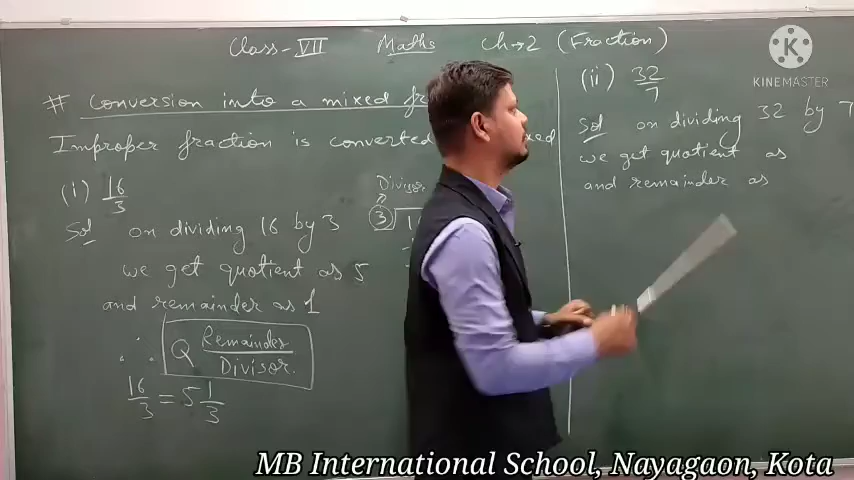 Class-VII Maths Ch→2 (Fraction)
# Conversion into a mixed
Improper fraction is converted
(i) 16/3
Sol on dividing 16 by 3
we get quotient as 5
and remainder as 1
∴ Q Remainder/Divisor.
16/3 = 5 1/3
Divisor
3
(ii) 32/7
Sol on dividing 32 by 7
we get quotient as
and remainder as
KINEMASTER
MB International School, Nayagaon, Kota